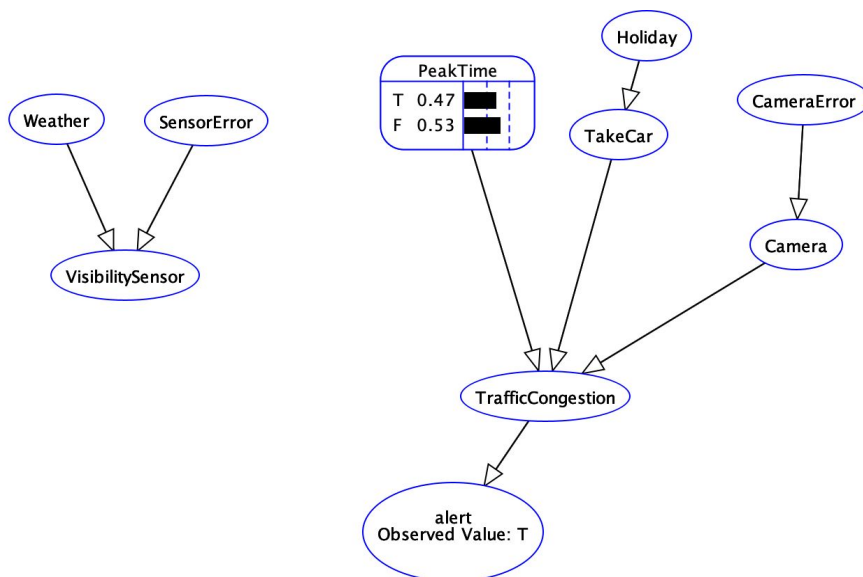 Holiday
PeakTime
T 0.47
F 0.53
CameraError
Weather
SensorError
TakeCar
Camera
VisibilitySensor
TrafficCongestion
alert
Observed Value: T